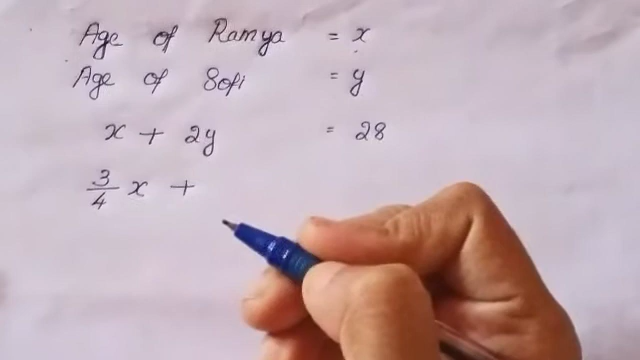 Age of Ramya = x
Age of Sofi = y
x + 2y = 28
3/4 x +